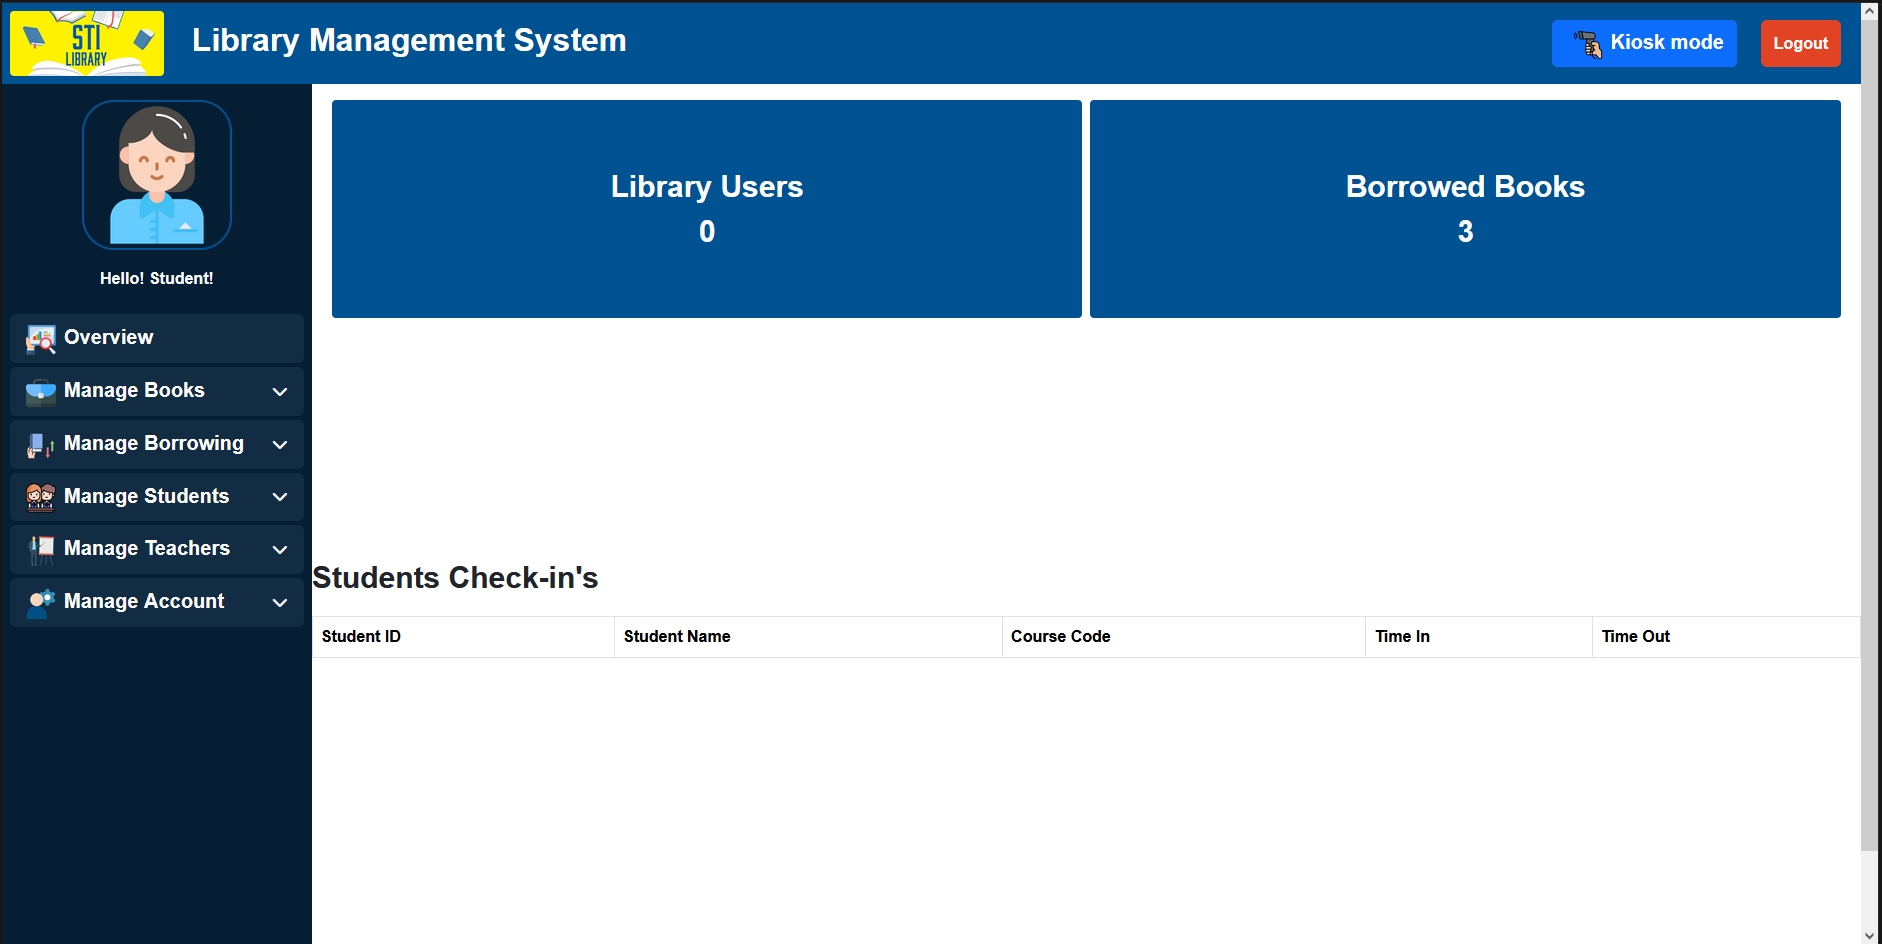 STI
LIBRARY
Library Management System
Kiosk mode
Logout
Hello! Student!
Overview
Manage Books
Manage Borrowing
Manage Students
Manage Teachers
Manage Account
Library Users
0
Borrowed Books
3
Students Check-in's
Student ID Student Name Course Code Time In Time Out